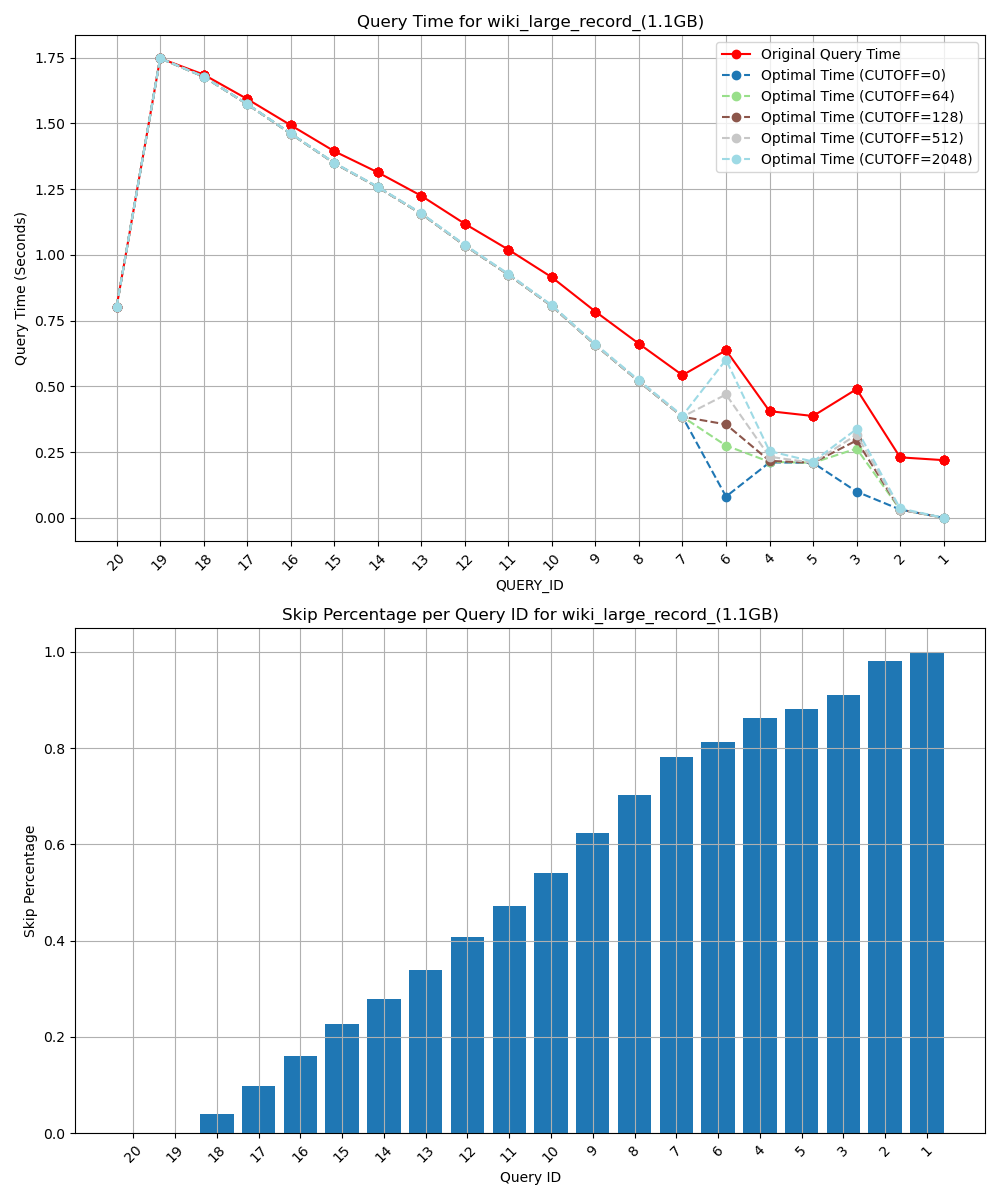 Query Time for wiki_large_record_(1.1GB)
Original Query Time
Optimal Time (CUTOFF=0)
Optimal Time (CUTOFF=64)
Optimal Time (CUTOFF=128)
Optimal Time (CUTOFF=512)
Optimal Time (CUTOFF=2048)
Query Time (Seconds)
1.75
1.50
1.25
1.00
0.75
0.50
0.25
0.00
20 19 18 17 16 15 14 13 12 11 10 9 8 7 6 4 5 3 2 1
QUERY_ID
Skip Percentage per Query ID for wiki_large_record_(1.1GB)
Skip Percentage
1.0
0.8
0.6
0.4
0.2
0.0
20 19 18 17 16 15 14 13 12 11 10 9 8 7 6 4 5 3 2 1
Query ID